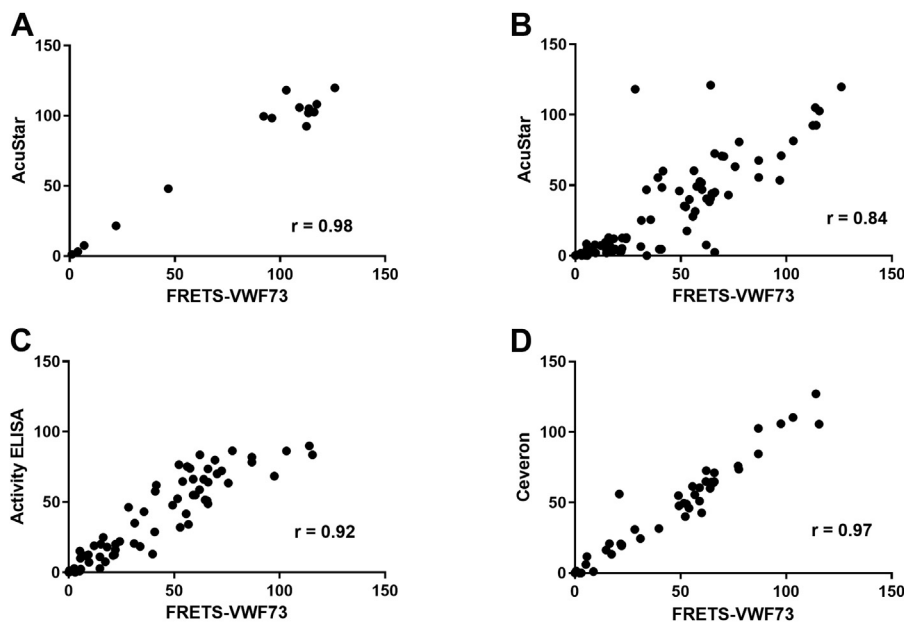 A
150
100
50
0
AcuStar
0
50
100
150
FRETS-VWF73
r = 0.98
B
150
100
50
0
AcuStar
0
50
100
150
FRETS-VWF73
r = 0.84
C
150
100
50
0
Activity ELISA
0
50
100
150
FRETS-VWF73
r = 0.92
D
150
100
50
0
Ceveron
0
50
100
150
FRETS-VWF73
r = 0.97